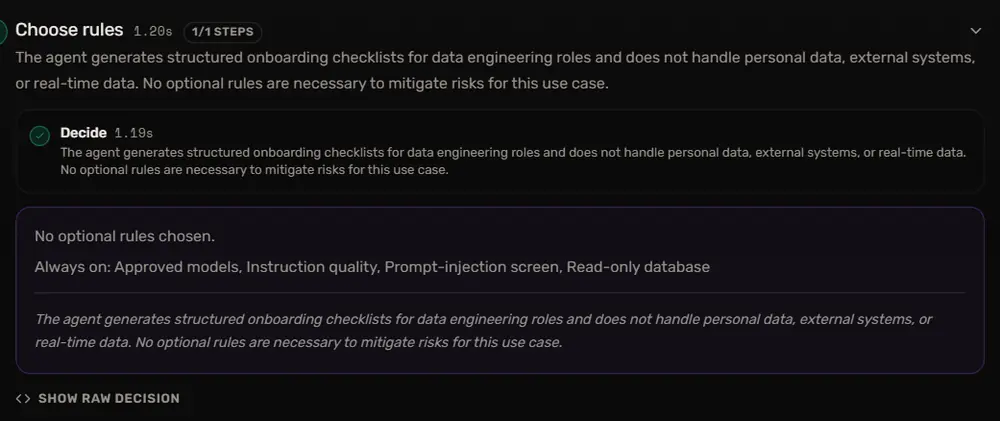 Choose rules 1.20s 1/1 STEPS
The agent generates structured onboarding checklists for data engineering roles and does not handle personal data, external systems,
or real-time data. No optional rules are necessary to mitigate risks for this use case.
Decide 1.19s
The agent generates structured onboarding checklists for data engineering roles and does not handle personal data, external systems, or real-time data.
No optional rules are necessary to mitigate risks for this use case.
No optional rules chosen.
Always on: Approved models, Instruction quality, Prompt-injection screen, Read-only database
The agent generates structured onboarding checklists for data engineering roles and does not handle personal data, external systems, or
real-time data. No optional rules are necessary to mitigate risks for this use case.
<> SHOW RAW DECISION